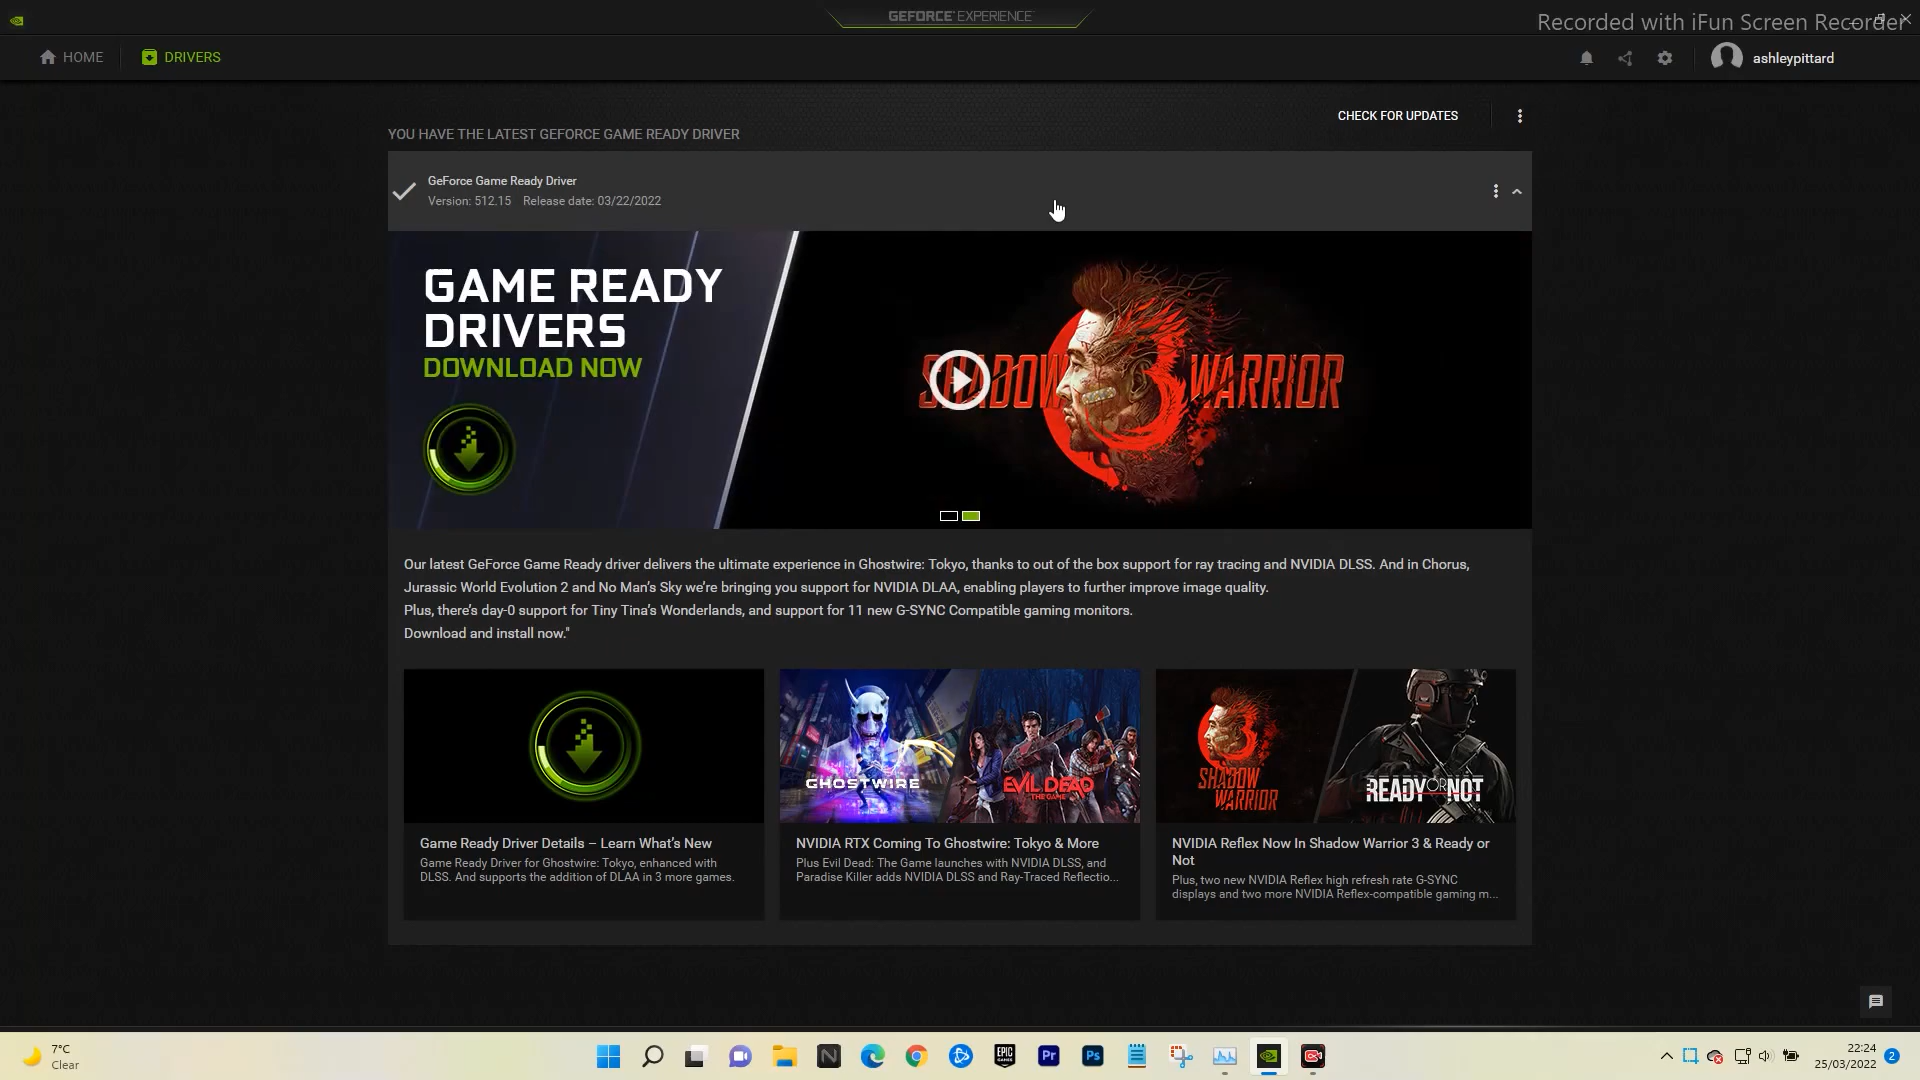 GEFORCE EXPERIENCE
Recorded with iFun Screen Recorder
HOME
DRIVERS
ashleypittard
CHECK FOR UPDATES
YOU HAVE THE LATEST GEFORCE GAME READY DRIVER
GeForce Game Ready Driver
Version: 512.15 Release date: 03/22/2022
GAME READY
DRIVERS
DOWNLOAD NOW
SHADOW WARRIOR
Our latest GeForce Game Ready driver delivers the ultimate experience in Ghostwire: Tokyo, thanks to out of the box support for ray tracing and NVIDIA DLSS. And in Chorus,
Jurassic World Evolution 2 and No Man's Sky we're bringing you support for NVIDIA DLAA, enabling players to further improve image quality.
Plus, there's day-0 support for Tiny Tina's Wonderlands, and support for 11 new G-SYNC Compatible gaming monitors.
Download and install now."
GHOSTWIRE
EVIL DEAD
THE GAME
SHADOW
WARRIOR
READY OR NOT
Game Ready Driver Details – Learn What's New
Game Ready Driver for Ghostwire: Tokyo, enhanced with
DLSS. And supports the addition of DLAA in 3 more games.
NVIDIA RTX Coming To Ghostwire: Tokyo & More
Plus Evil Dead: The Game launches with NVIDIA DLSS, and
Paradise Killer adds NVIDIA DLSS and Ray-Traced Reflectio...
NVIDIA Reflex Now In Shadow Warrior 3 & Ready or
Not
Plus, two new NVIDIA Reflex high refresh rate G-SYNC
displays and two more NVIDIA Reflex-compatible gaming m...
7°C
Clear
N
EPIC
GAMES
Pr
Ps
22:24
25/03/2022
2